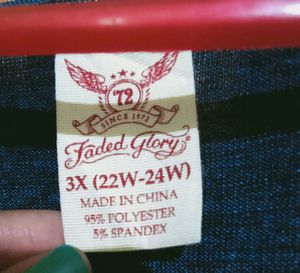 '72
SINCE 1972
Faded Glory®
3X (22W-24W)
MADE IN CHINA
95% POLYESTER
5% SPANDEX